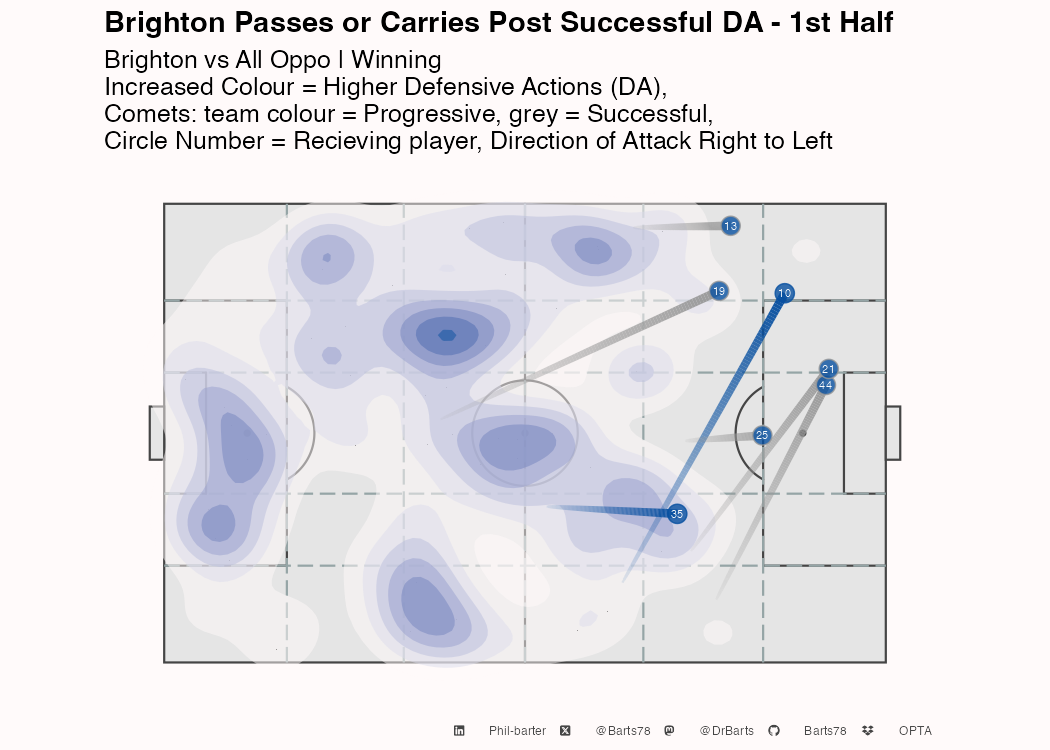 Brighton Passes or Carries Post Successful DA - 1st Half
Brighton vs All Oppo | Winning
Increased Colour = Higher Defensive Actions (DA),
Comets: team colour = Progressive, grey = Successful,
Circle Number = Recieving player, Direction of Attack Right to Left
13
19
10
21
44
25
35
Phil-barter @Barts78 @DrBarts Barts78 OPTA